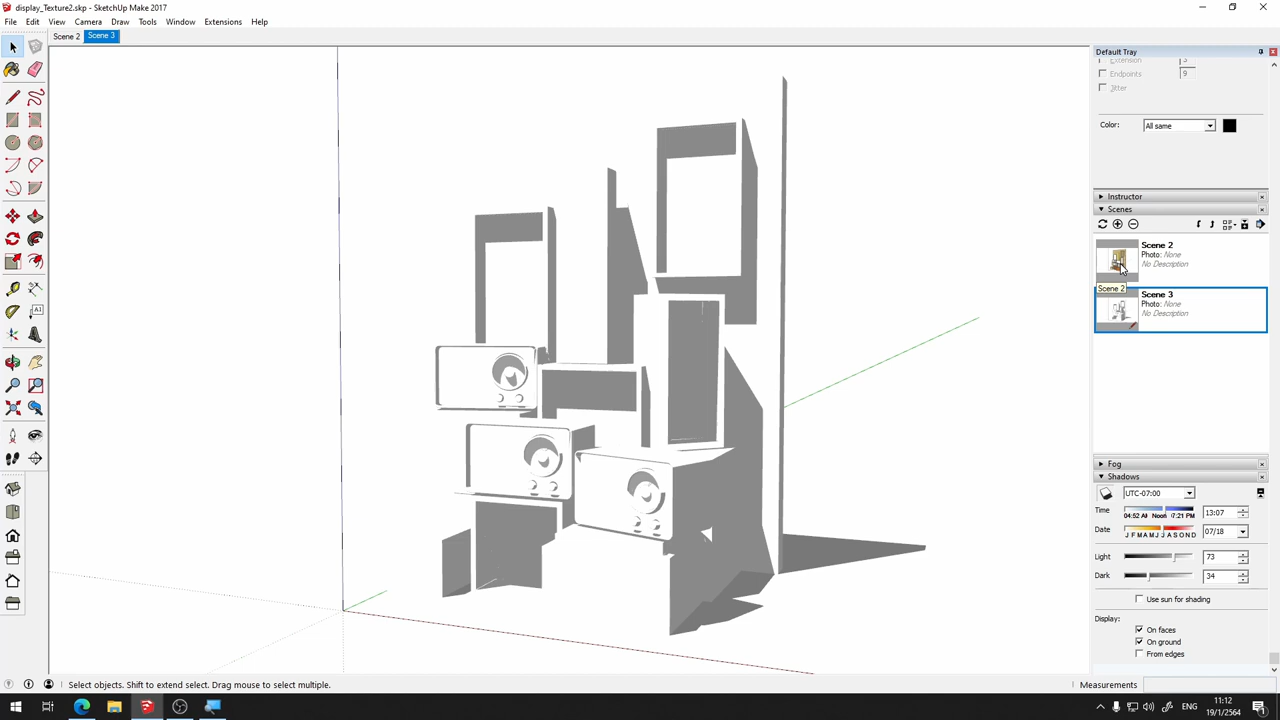 display_Texture2.skp - SketchUp Make 2017
File Edit View Camera Draw Tools Window Extensions Help
Scene 2 Scene 3
Default Tray
Extension
Endpoints 9
Jitter
Color: All same
Instructor
Scenes
Scene 2
Photo: None
No Description
Scene 2
Scene 3
Photo: None
No Description
Fog
Shadows
UTC-07:00
Time 04:52 AM Noon 07:21 PM 13:07
Date J F M A M J J A S O N D 07/18
Light 73
Dark 34
Use sun for shading
Display:
On faces
On ground
From edges
Select objects. Shift to extend select. Drag mouse to select multiple.
Measurements
ENG
11:12
19/1/2564